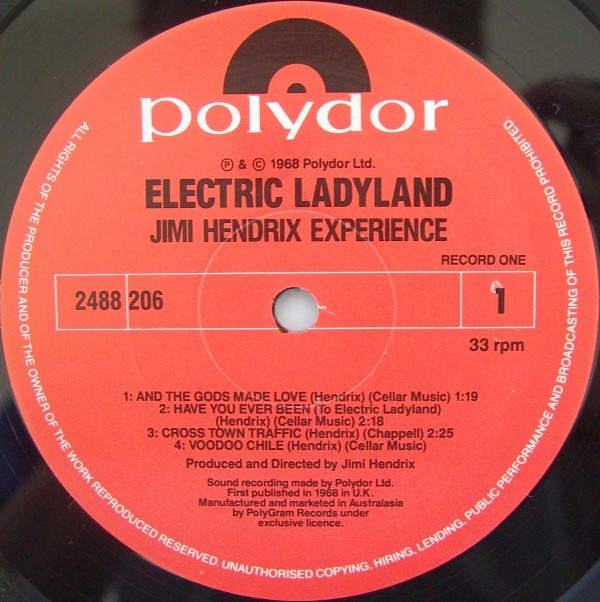 polydor
Ⓟ & © 1968 Polydor Ltd.
ELECTRIC LADYLAND
JIMI HENDRIX EXPERIENCE
RECORD ONE
2488 206
1
33 rpm
1: AND THE GODS MADE LOVE (Hendrix) (Cellar Music) 1:19
2: HAVE YOU EVER BEEN (To Electric Ladyland)
(Hendrix) (Cellar Music) 2:18
3: CROSS TOWN TRAFFIC (Hendrix) (Chappell) 2:25
4: VOODOO CHILE (Hendrix) (Cellar Music)
Produced and Directed by Jimi Hendrix
Sound recording made by Polydor Ltd.
First published in 1968 in U.K.
Manufactured and marketed in Australasia
by PolyGram Records under
exclusive licence.
ALL RIGHTS OF THE PRODUCER AND OF THE OWNER OF THE WORK REPRODUCED RESERVED. UNAUTHORISED COPYING, HIRING, LENDING, PUBLIC PERFORMANCE AND BROADCASTING OF THIS RECORD PROHIBITED.